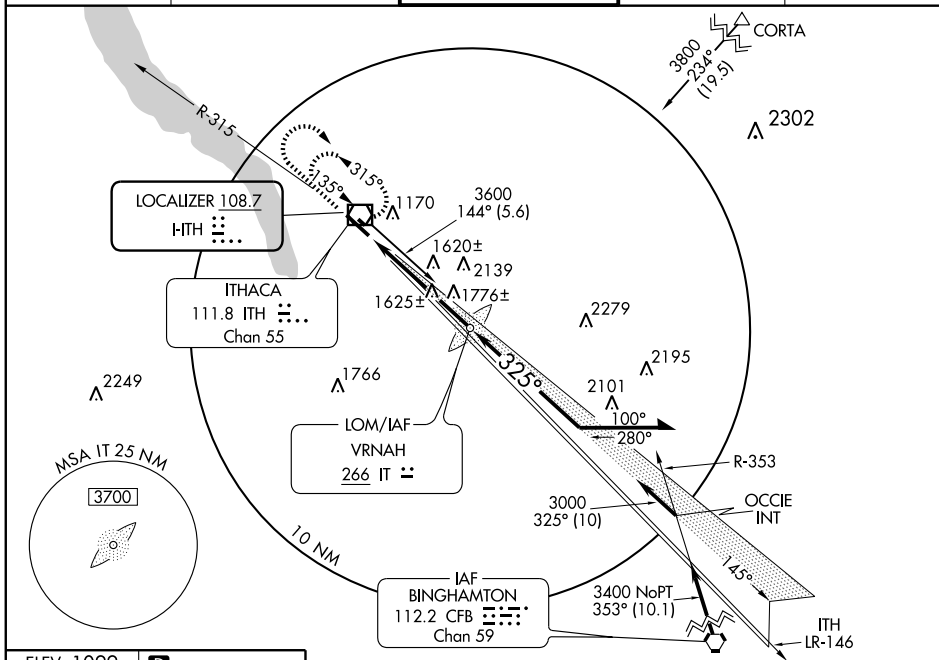 CORTA
3800
234°
(19.5)
2302
R-315
315°
135°
1170
3600
144° (5.6)
LOCALIZER 108.7
I-ITH
1620±
2139
1625±
1776±
ITHACA
111.8 ITH
Chan 55
2279
2195
2101
325°
100°
280°
2249
1766
LOM/IAF
VRNAH
266 IT
MSA IT 25 NM
3700
R-353
OCCIE
INT
3000
325° (10)
10 NM
145°
IAF
BINGHAMTON
112.2 CFB
Chan 59
3400 NoPT
353° (10.1)
ITH
LR-146
ELEV 1099
D